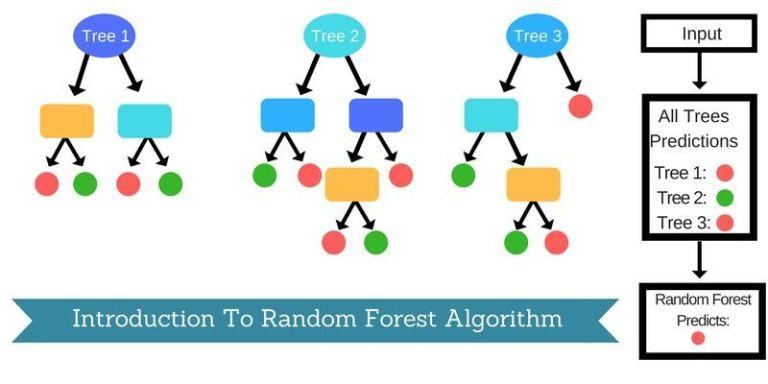 Tree 1
Tree 2
Tree 3
Input
All Trees
Predictions
Tree 1:
Tree 2:
Tree 3:
Random Forest
Predicts:
Introduction To Random Forest Algorithm